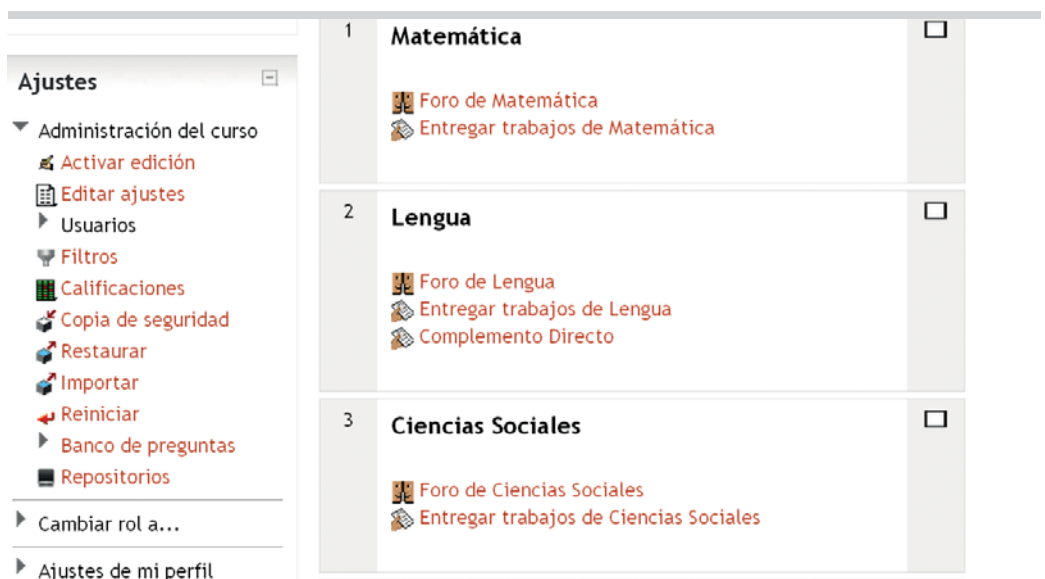 Ajustes
Administración del curso
Activar edición
Editar ajustes
Usuarios
Filtros
Calificaciones
Copia de seguridad
Restaurar
Importar
Reiniciar
Banco de preguntas
Repositorios
Cambiar rol a...
Ajustes de mi perfil
1
Matemática
Foro de Matemática
Entregar trabajos de Matemática
2
Lengua
Foro de Lengua
Entregar trabajos de Lengua
Complemento Directo
3
Ciencias Sociales
Foro de Ciencias Sociales
Entregar trabajos de Ciencias Sociales